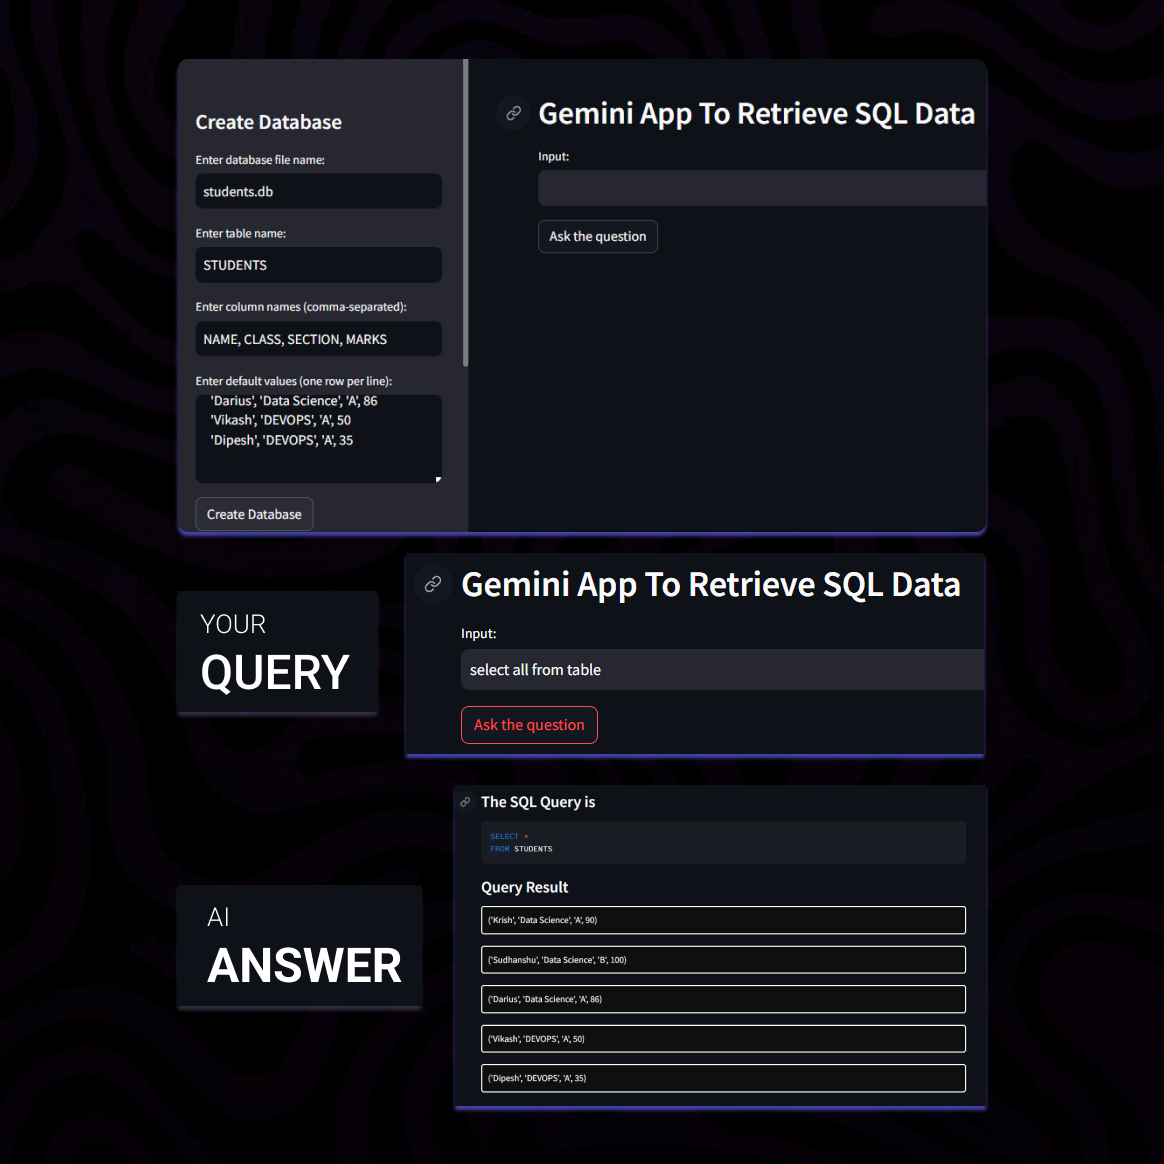 Create Database
Enter database file name:
students.db
Enter table name:
STUDENTS
Enter column names (comma-separated):
NAME, CLASS, SECTION, MARKS
Enter default values (one row per line):
'Darius', 'Data Science', 'A', 86
'Vikash', 'DEVOPS', 'A', 50
'Dipesh', 'DEVOPS', 'A', 35
Create Database
Gemini App To Retrieve SQL Data
Input:
Ask the question
YOUR
QUERY
Gemini App To Retrieve SQL Data
Input:
select all from table
Ask the question
AI
ANSWER
The SQL Query is
SELECT *
FROM STUDENTS
Query Result
('Krish', 'Data Science', 'A', 90)
('Sudhanshu', 'Data Science', 'B', 100)
('Darius', 'Data Science', 'A', 86)
('Vikash', 'DEVOPS', 'A', 50)
('Dipesh', 'DEVOPS', 'A', 35)